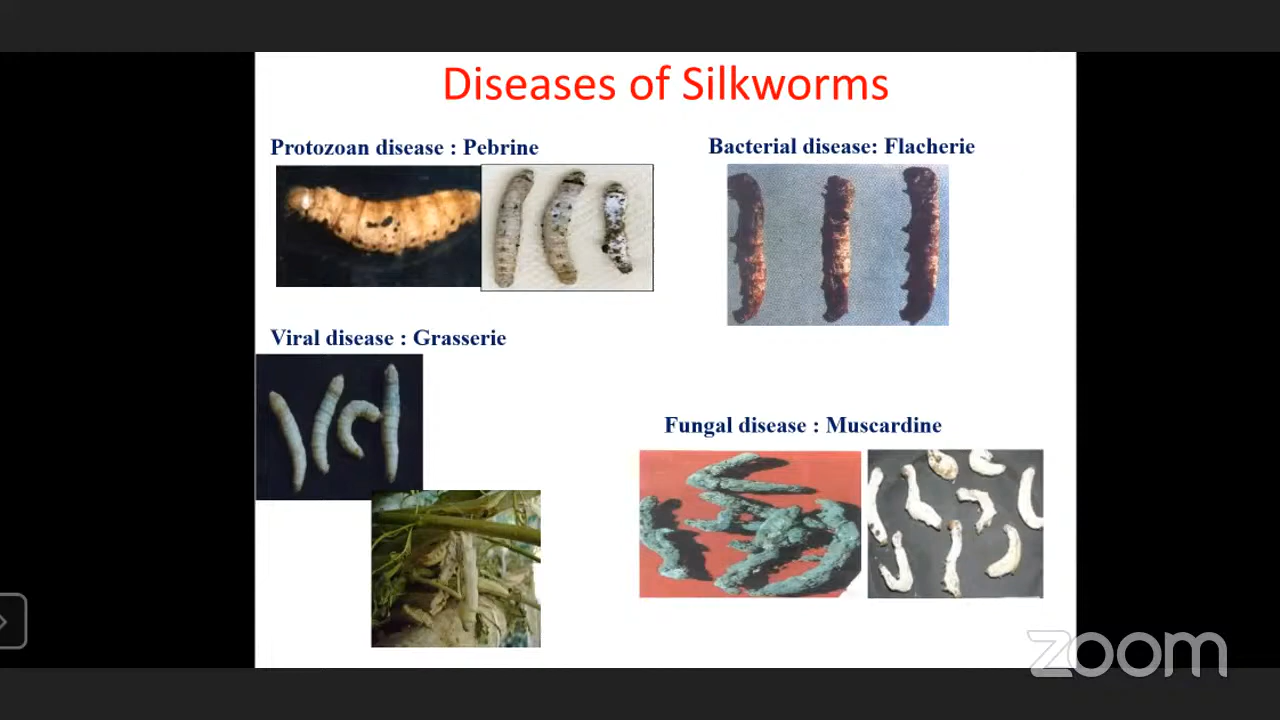 Diseases of Silkworms
Protozoan disease : Pebrine
Bacterial disease: Flacherie
Viral disease : Grasserie
Fungal disease : Muscardine
zoom